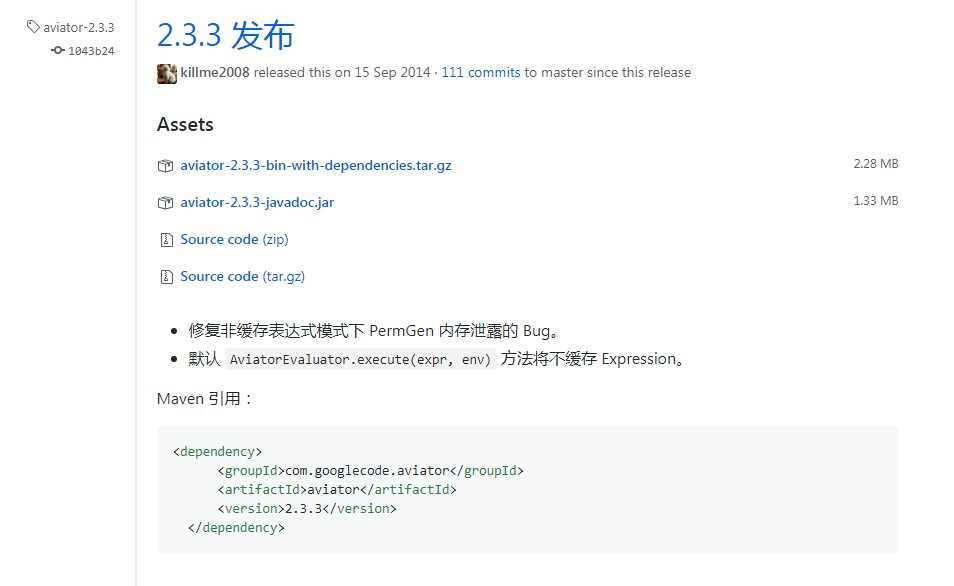 aviator-2.3.3
1043b24
2.3.3 发布
killme2008 released this on 15 Sep 2014 · 111 commits to master since this release
Assets
aviator-2.3.3-bin-with-dependencies.tar.gz 2.28 MB
aviator-2.3.3-javadoc.jar 1.33 MB
Source code (zip)
Source code (tar.gz)
修复非缓存表达式模式下 PermGen 内存泄露的 Bug。
默认 AviatorEvaluator.execute(expr, env) 方法将不缓存 Expression。
Maven 引用：
<dependency>
<groupId>com.googlecode.aviator</groupId>
<artifactId>aviator</artifactId>
<version>2.3.3</version>
</dependency>